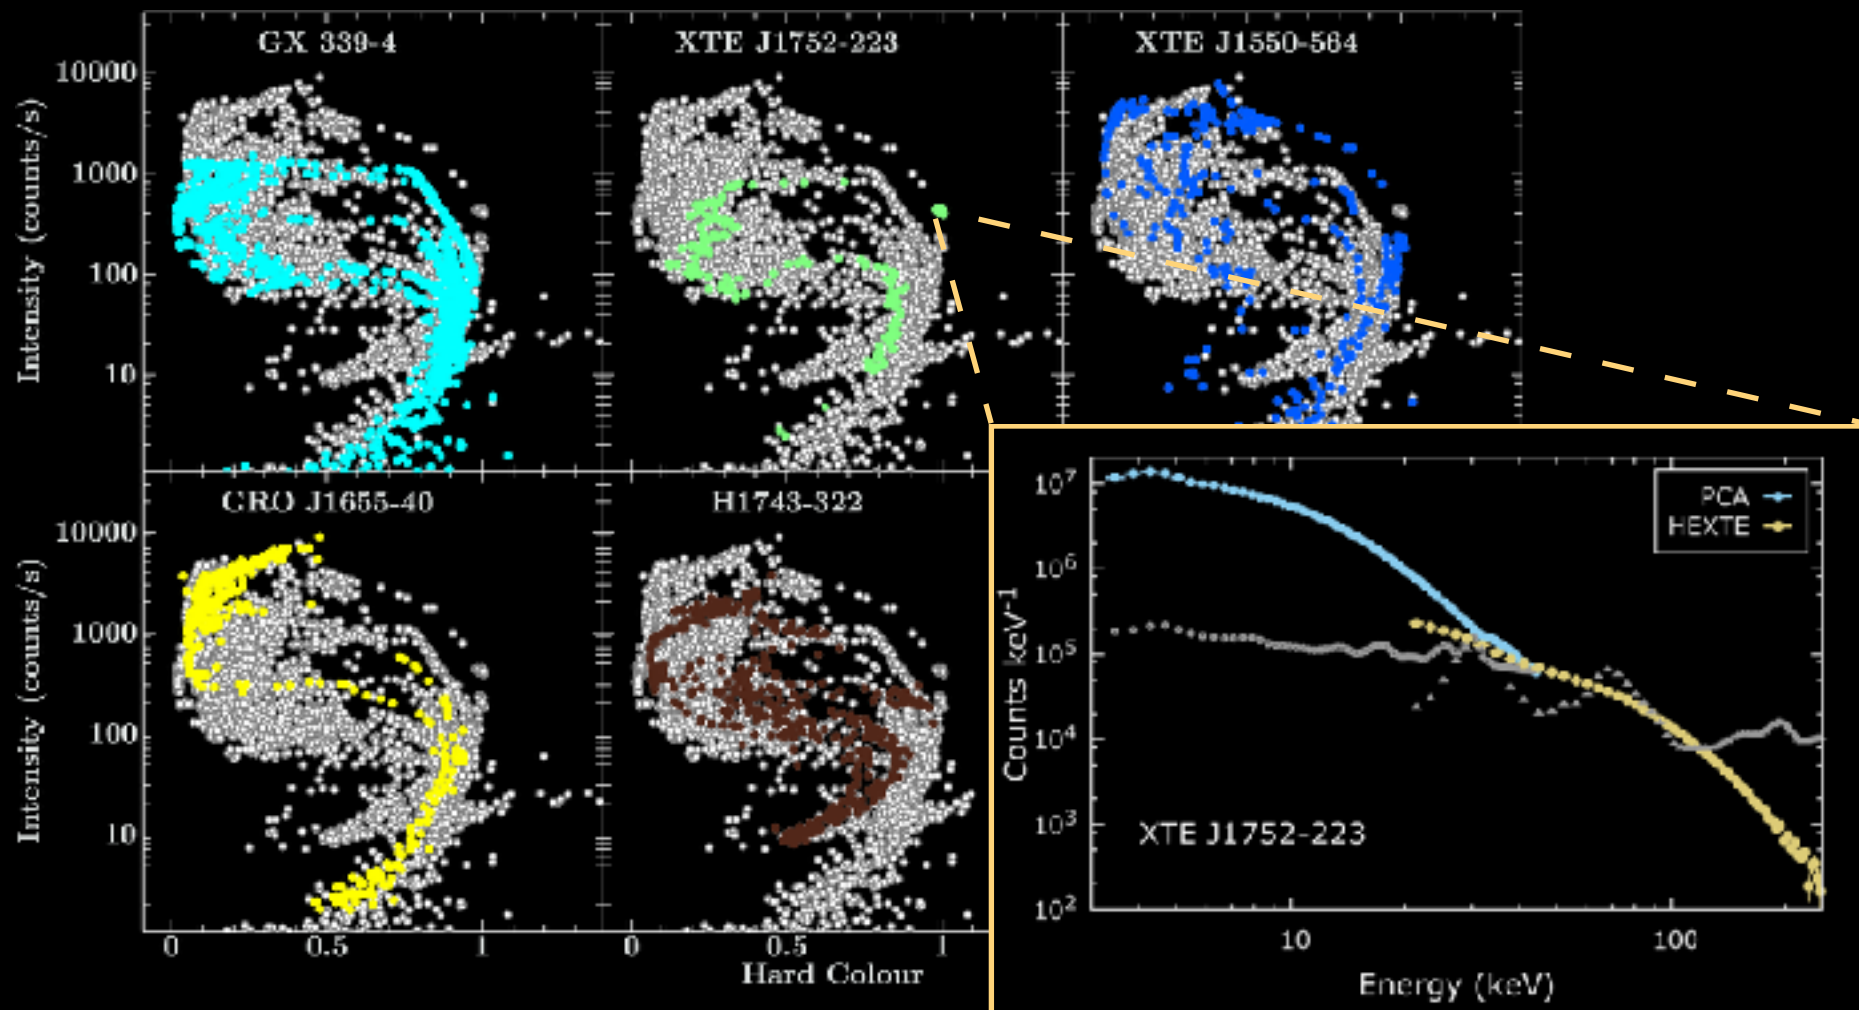 GX 339-4
XTE J1752-223
XTE J1550-564
10000
1000
100
10
Intensity (counts/s)
GRO J1655-40
H1743-322
10000
1000
100
10
Intensity (counts/s)
0 0.5 1
0 0.5 1
Hard Colour
10⁷
10⁶
10⁵
10⁴
10³
10²
Counts keV⁻¹
PCA
HEXTE
XTE J1752-223
10 100
Energy (keV)